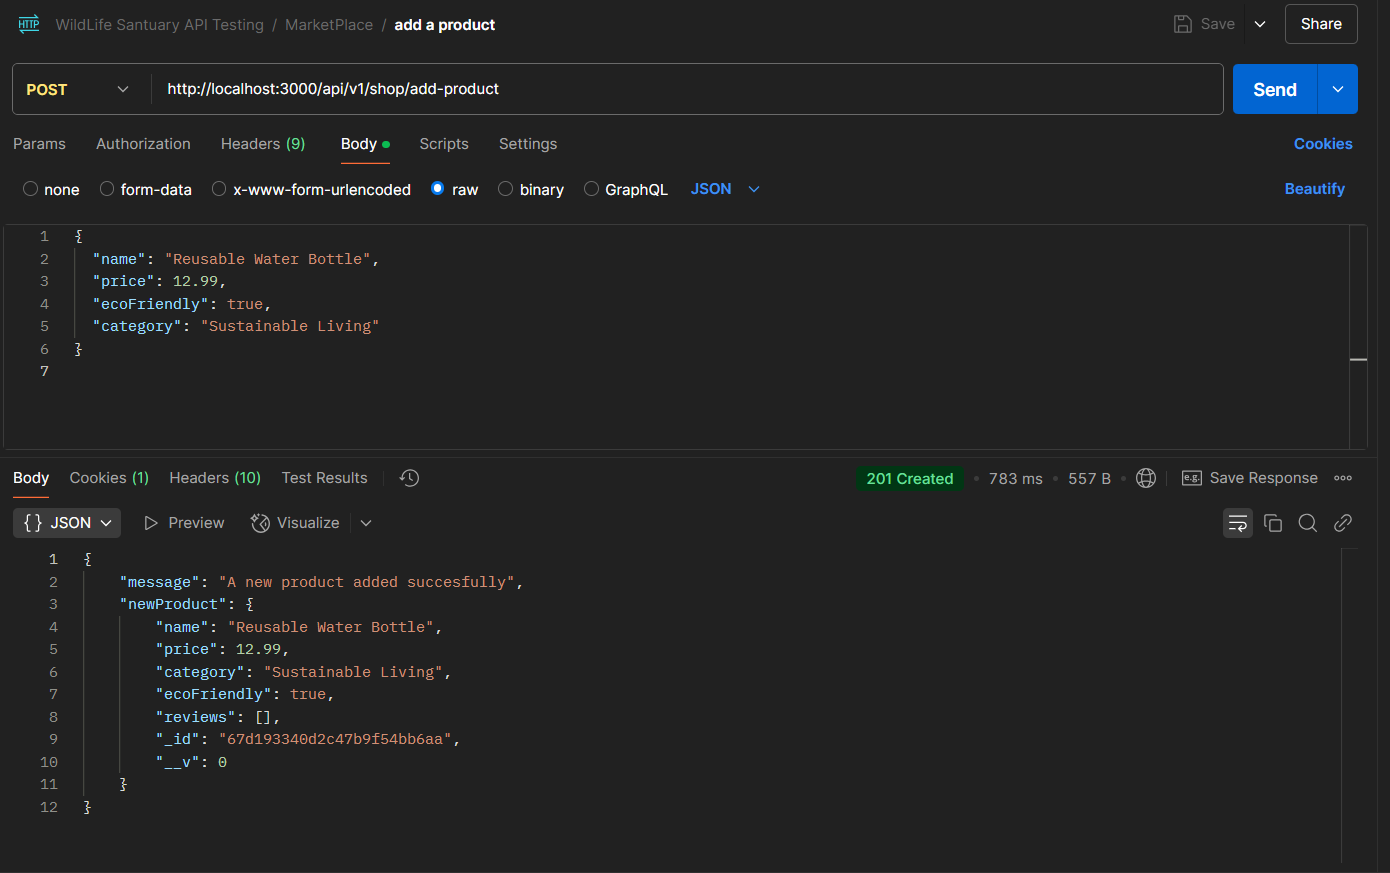 HTTP WildLife Santuary API Testing / MarketPlace / add a product Save Share
POST http://localhost:3000/api/v1/shop/add-product Send
Params Authorization Headers (9) Body Scripts Settings Cookies
none form-data x-www-form-urlencoded raw binary GraphQL JSON Beautify
1 {
2 "name": "Reusable Water Bottle",
3 "price": 12.99,
4 "ecoFriendly": true,
5 "category": "Sustainable Living"
6 }
7
Body Cookies (1) Headers (10) Test Results 201 Created 783 ms 557 B e.g. Save Response
{} JSON Preview Visualize
1 {
2 "message": "A new product added succesfully",
3 "newProduct": {
4 "name": "Reusable Water Bottle",
5 "price": 12.99,
6 "category": "Sustainable Living",
7 "ecoFriendly": true,
8 "reviews": [],
9 "_id": "67d193340d2c47b9f54bb6aa",
10 "__v": 0
11 }
12 }